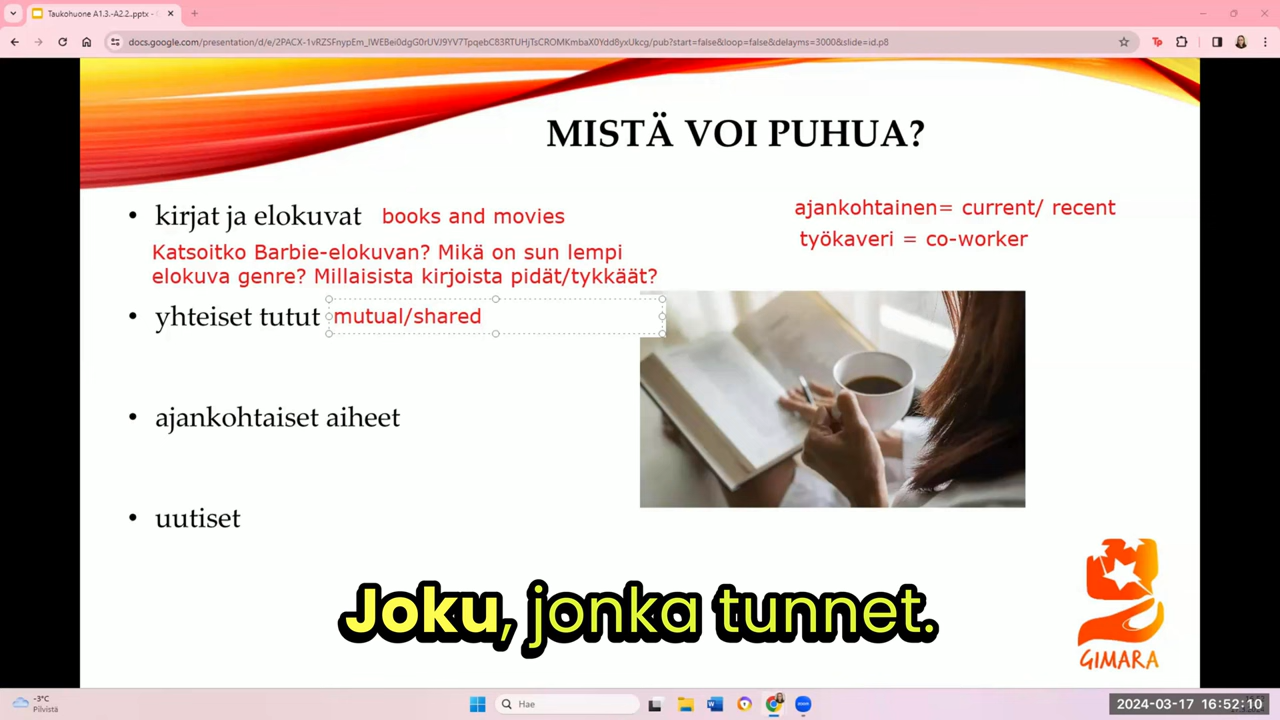 Taukohuone A1.3.-A2.2..pptx -
docs.google.com/presentation/d/e/2PACX-1vRZSFnypEm_lWEBei0dgG0rUVJ9YV7TpqebC83RTUHjTsCROMKmbaX0Ydd8yxUkcg/pub?start=false&loop=false&delayms=3000&slide=id.p8
MISTÄ VOI PUHUA?
• kirjat ja elokuvat books and movies
Katsoitko Barbie-elokuvan? Mikä on sun lempi
elokuva genre? Millaisista kirjoista pidät/tykkäät?
• yhteiset tutut mutual/shared
• ajankohtaiset aiheet
• uutiset
ajankohtainen= current/ recent
työkaveri = co-worker
Joku, jonka tunnet.
GIMARA
-3°C
Pilvistä
Hae
2024-03-17 16:52:10